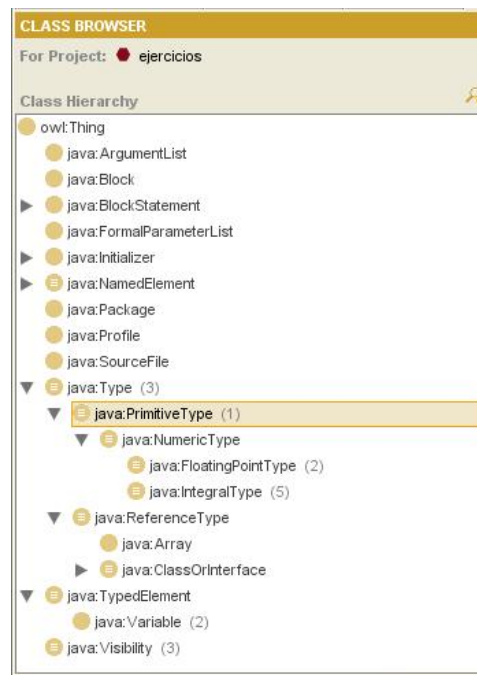 CLASS BROWSER
For Project: ejercicios
Class Hierarchy
owl:Thing
java:ArgumentList
java:Block
java:BlockStatement
java:FormalParameterList
java:Initializer
java:NamedElement
java:Package
java:Profile
java:SourceFile
java:Type (3)
java:PrimitiveType (1)
java:NumericType
java:FloatingPointType (2)
java:IntegralType (5)
java:ReferenceType
java:Array
java:ClassOrInterface
java:TypedElement
java:Variable (2)
java:Visibility (3)